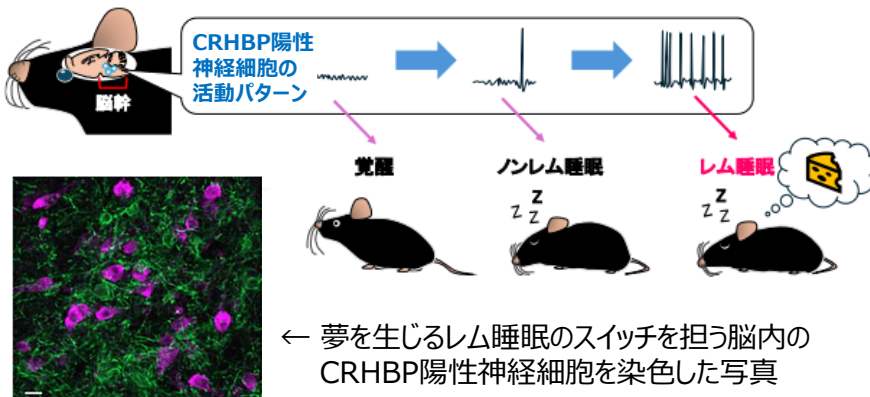 CRHBP陽性
神経細胞の
活動パターン
脳幹
覚醒
ノンレム睡眠
レム睡眠
z
z
z
z
z
z
← 夢を生じるレム睡眠のスイッチを担う脳内の
CRHBP陽性神経細胞を染色した写真